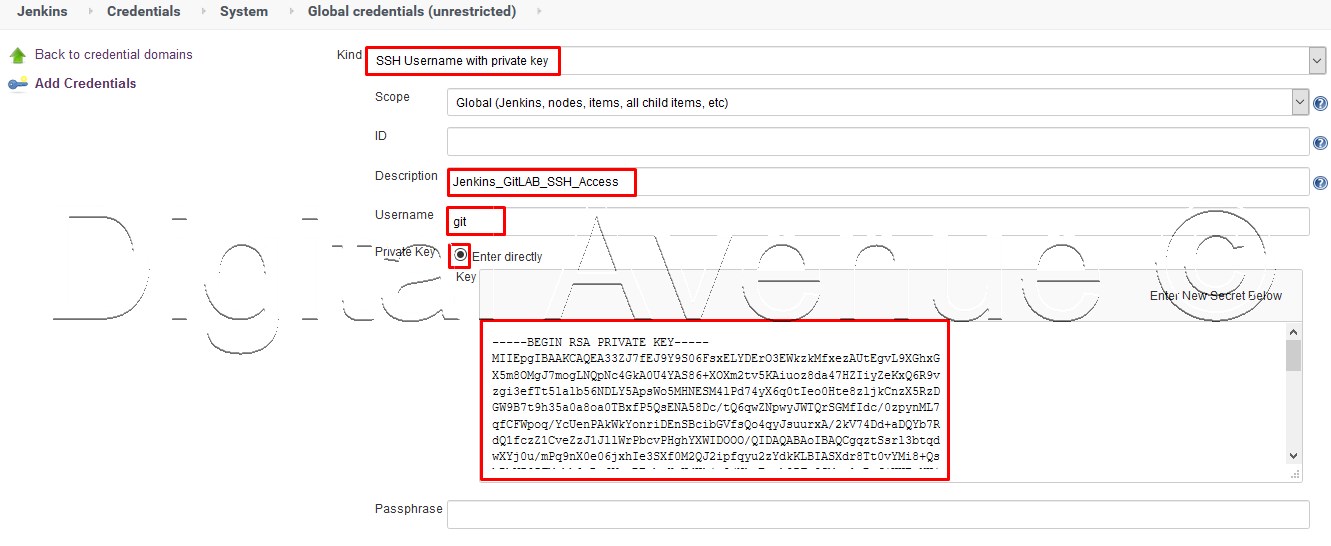 Jenkins Credentials System Global credentials (unrestricted)
Back to credential domains
Add Credentials
Kind SSH Username with private key
Scope Global (Jenkins, nodes, items, all child items, etc)
ID
Description Jenkins_GitLAB_SSH_Access
Username git
Digital Avenue ©
Private Key Enter directly
Key
Enter New Secret Below
-----BEGIN RSA PRIVATE KEY-----
MIIEpgIBAAKCAQEA33ZJ7fEJ9Y9S06FsxELYDErO3EWkzkMfxezAUtEgvL9XGhxG
X5m8OMgJ7mogLNQpNc4GkA0U4YAS86+XOXm2tv5KAiuoz8da47HZIiyZeKxQ6R9v
zgi3efTt51alb56NDLY5ApsWo5MHNESM41Pd74yX6q0tIeo0Hte8zljkCnzX5RzD
GW9B7t9h35a0a8oa0TBxfP5QsENA58Dc/tQ6qwZNpwyJWTQrSGMfIdc/0zpynML7
qfCFWpoq/YcUenPAkWkYonriDEnSBcibGVfsQo4qyJsuurxA/2kV74Dd+aDQYb7R
dQ1fczZ1CveZzJ1JllWrPbcvPHghYXWIDOOO/QIDAQABAoIBAQCgqztSsrl3btqd
wXYj0u/mPq9nX0e06jxhIe3SXf0M2QJ2ipfqyu2zYdkKLBIASXdr8Tt0vYMi8+Qs
Passphrase